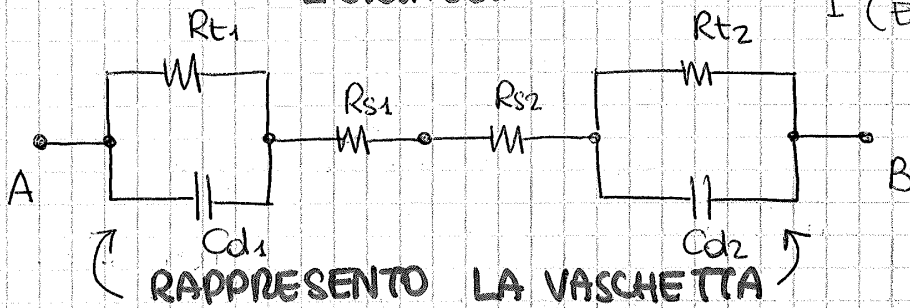 I (E
Rt1 Rt2
Rs1 Rs2
A B
Cd1 Cd2
RAPPRESENTO LA VASCHETTA